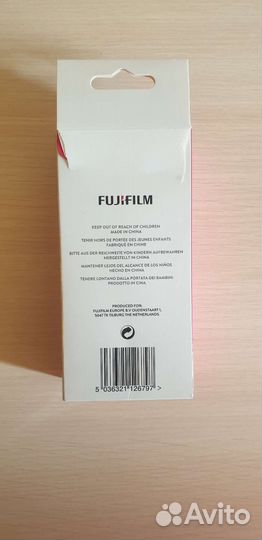 FUJIFILM
KEEP OUT OF REACH OF CHILDREN
MADE IN CHINA
TENIR HORS DE PORTÉE DES JEUNES ENFANTS
FABRIQUÉ EN CHINE
BITTE AUS DER REICHWEITE VON KINDERN AUFBEWAHREN
HERGESTELLT IN CHINA
MANTENER LEJOS DEL ALCANCE DE LOS NIÑOS
HECHO EN CHINA
TENERE LONTANO DALLA PORTATA DEI BAMBINI
PRODOTTO IN CINA
PRODUCED FOR:
FUJIFILM EUROPE B.V OUDENSTAART 1,
5047 TK TILBURG THE NETHERLANDS
5 036321 126797 >
Avito